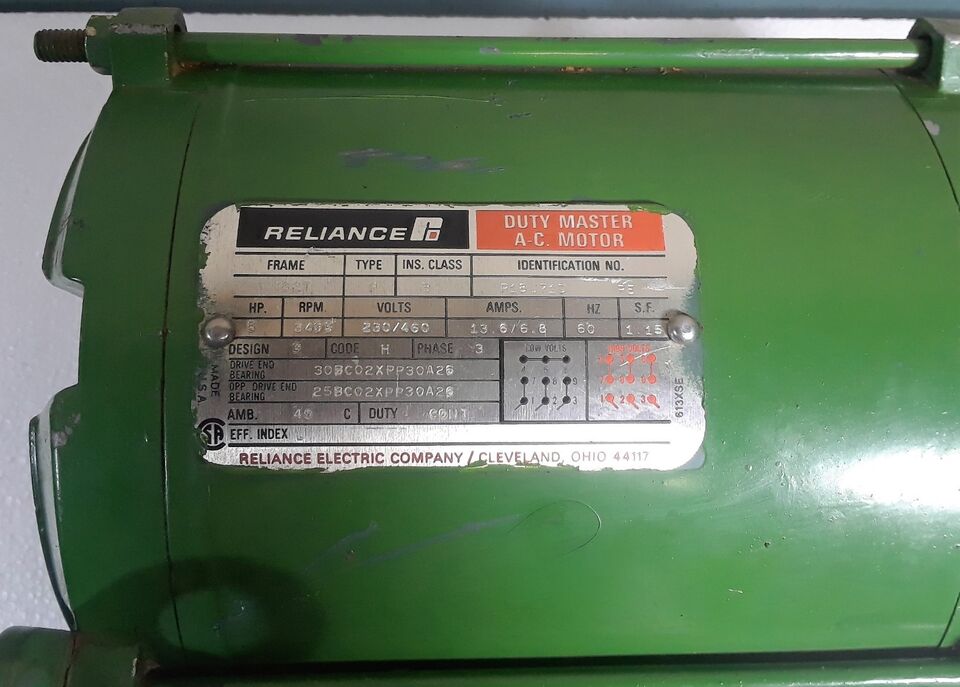 RELIANCE
DUTY MASTER
A-C. MOTOR
FRAME TYPE INS. CLASS IDENTIFICATION NO.
HP. RPM VOLTS AMPS. HZ S.F.
230/460 13.6/6.8 60 1.15
DESIGN CODE H PHASE 3
LOW VOLTS
DRIVE END
BEARING 30BC02XPP30A26
OPP. DRIVE END
BEARING 25BC02XPP30A26
AMB. 40 C DUTY CONT
EFF. INDEX
RELIANCE ELECTRIC COMPANY / CLEVELAND, OHIO 44117
MADE
613XSE